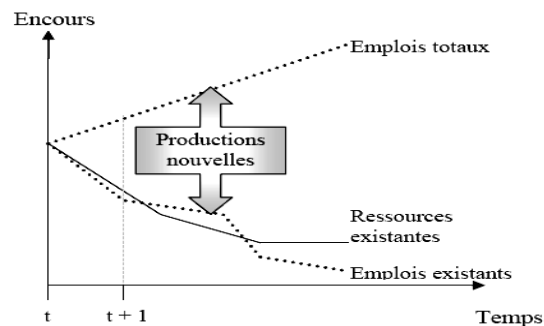 Encours
Emplois totaux
Productions
nouvelles
Ressources
existantes
Emplois existants
t
t + 1
Temps